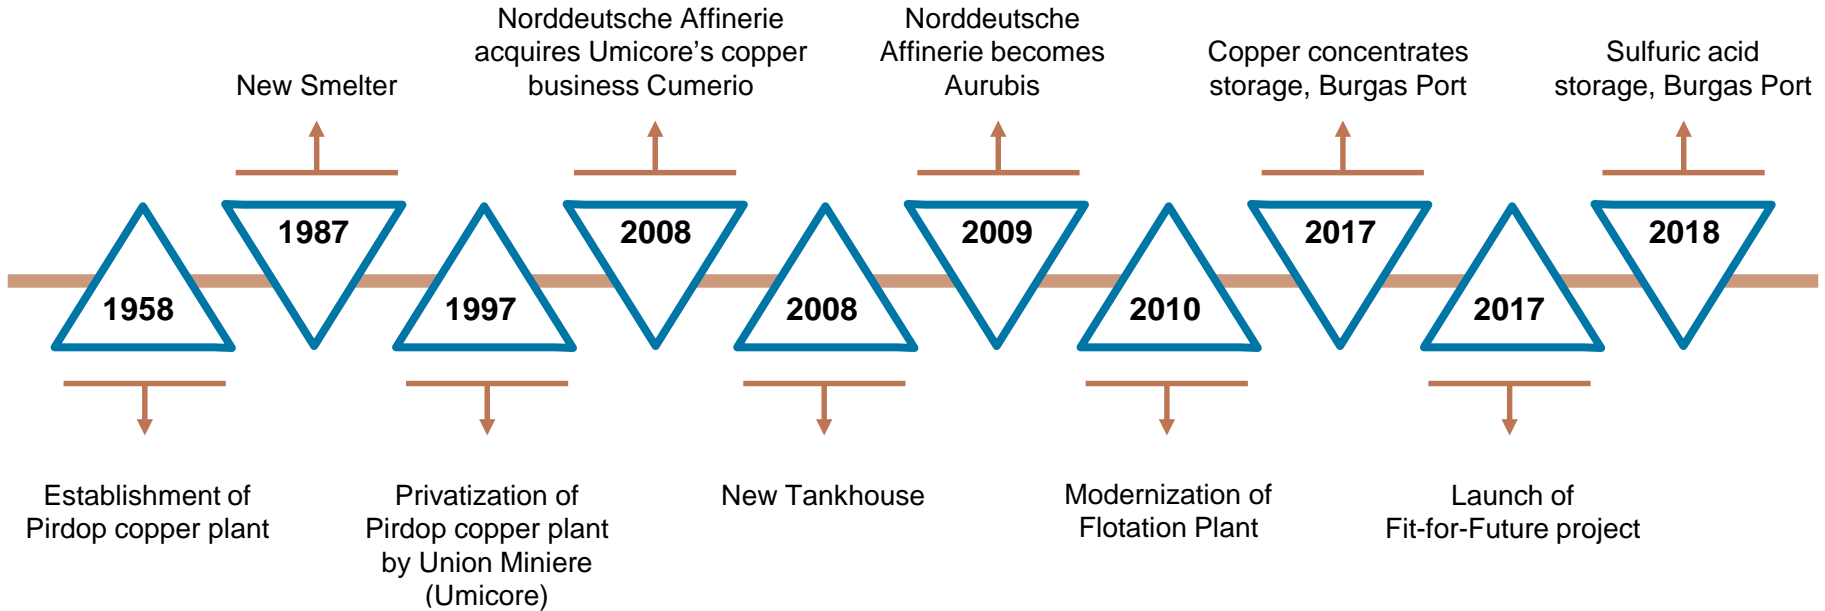 New Smelter
Norddeutsche Affinerie
acquires Umicore’s copper
business Cumerio
Norddeutsche
Affinerie becomes
Aurubis
Copper concentrates
storage, Burgas Port
Sulfuric acid
storage, Burgas Port
1987
2008
2009
2017
2018
1958
1997
2008
2010
2017
Establishment of
Pirdop copper plant
Privatization of
Pirdop copper plant
by Union Miniere
(Umicore)
New Tankhouse
Modernization of
Flotation Plant
Launch of
Fit-for-Future project